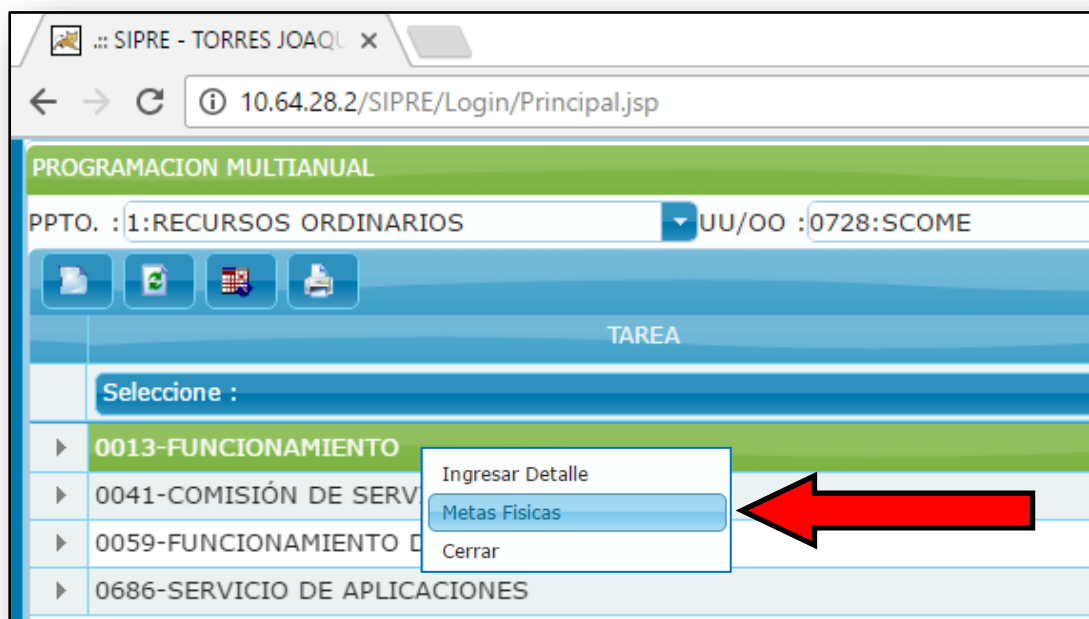 .:: SIPRE - TORRES JOAQU
10.64.28.2/SIPRE/Login/Principal.jsp
PROGRAMACION MULTIANUAL
PPTO. : 1:RECURSOS ORDINARIOS UU/OO : 0728:SCOME
TAREA
Seleccione :
0013-FUNCIONAMIENTO
Ingresar Detalle
0041-COMISIÓN DE SERV
Metas Fisicas
0059-FUNCIONAMIENTO D
Cerrar
0686-SERVICIO DE APLICACIONES